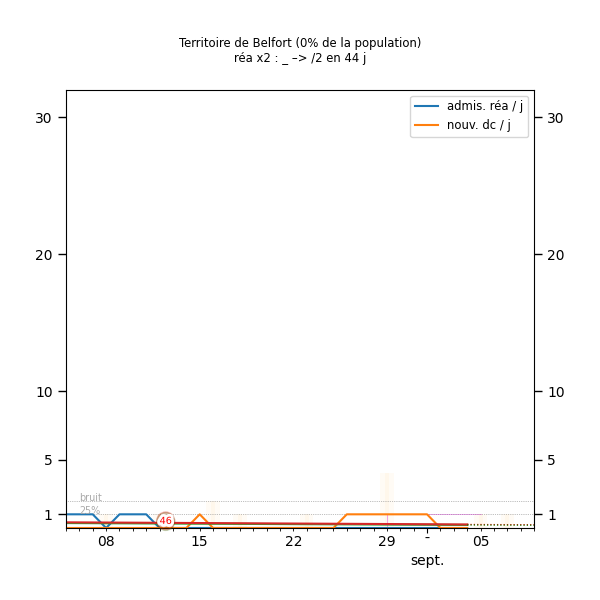 Territoire de Belfort (0% de la population)
réa x2 : _ –> /2 en 44 j
admis. réa / j
nouv. dc / j
30 30
20 20
10 10
5 5
bruit
25%
1 1
46
08 15 22 29 - 05
sept.